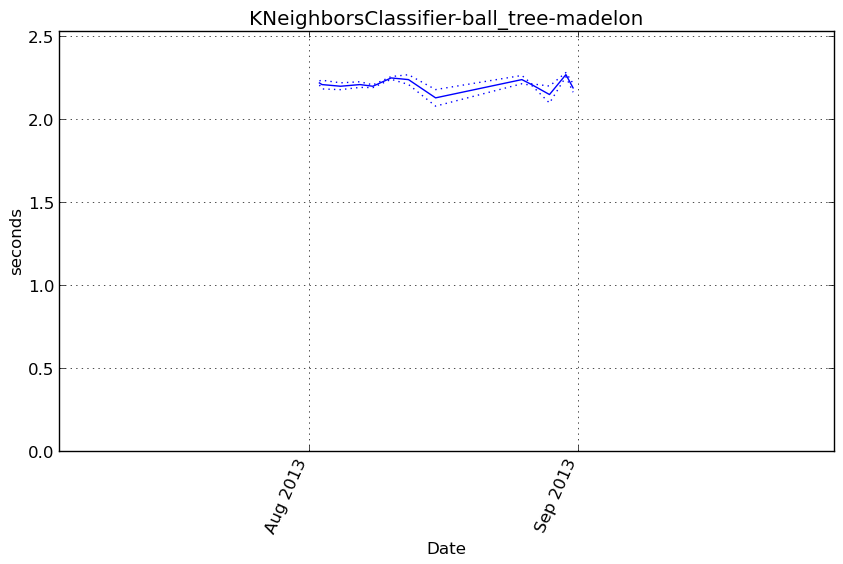 KNeighborsClassifier-ball_tree-madelon
2.5
2.0
1.5
1.0
0.5
0.0
seconds
Aug 2013
Sep 2013
Date